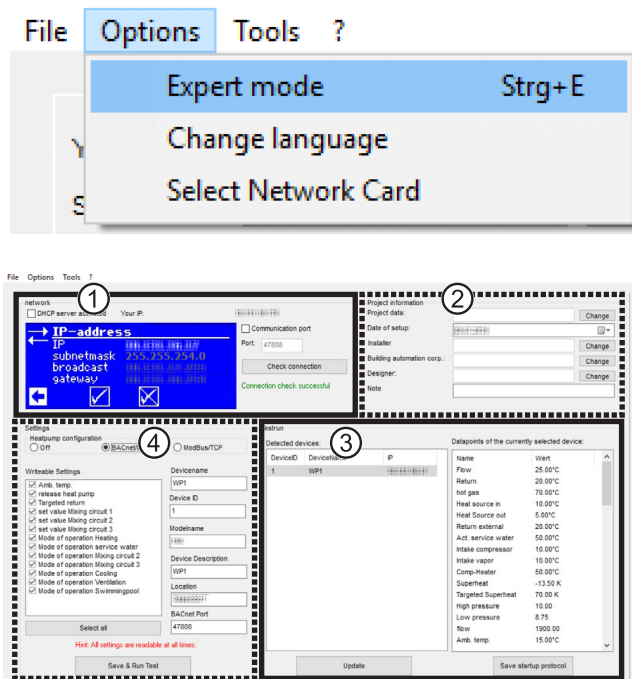 File Options Tools ?
Expert mode Strg+E
Change language
Select Network Card
File Options Tools ?
network
1
2
DHCP server Your IP:
IP-address
IP
subnetmask 255.255.254.0
broadcast
gateway
Communication port
Port: 47808
Check connection
Connection check successful
Project information
Project data: Change
Date of setup:
Installer Change
Building automation corp.: Change
Designer: Change
Note
Settings
Heatpump configuration
Off BACnet/ ModBus/TCP
4
Writeable Settings
Amb. temp.
release heat pump
Targeted return
set value Mixing circuit 1
set value Mixing circuit 2
set value Mixing circuit 3
Mode of operation Heating
Mode of operation service water
Mode of operation Mixing circuit 2
Mode of operation Mixing circuit 3
Mode of operation Cooling
Mode of operation Ventilation
Mode of operation Swimmingpool
Select all
Devicename
WP1
Device ID
1
Modelname
Device Description
WP1
Location
BACnet Port
47808
Hint: All settings are readable at all times.
Save & Run Test
estrun
3
Detected devices:
DeviceID DeviceName IP
1 WP1
Update
Datapoints of the currently selected device:
Name Wert
Flow 25.00°C
Return 20.00°C
hot gas 70.00°C
Heat source in 10.00°C
Heat Source out 5.00°C
Return external 20.00°C
Act. service water 50.00°C
Intake compressor 10.00°C
Intake vapor 10.00°C
Comp-Heater 50.00°C
Superheat -13.50 K
Targeted Superheat 70.00 K
High pressure 10.00
Low pressure 8.75
flow 1900.00
Amb. temp. 15.00°C
Save startup protocol